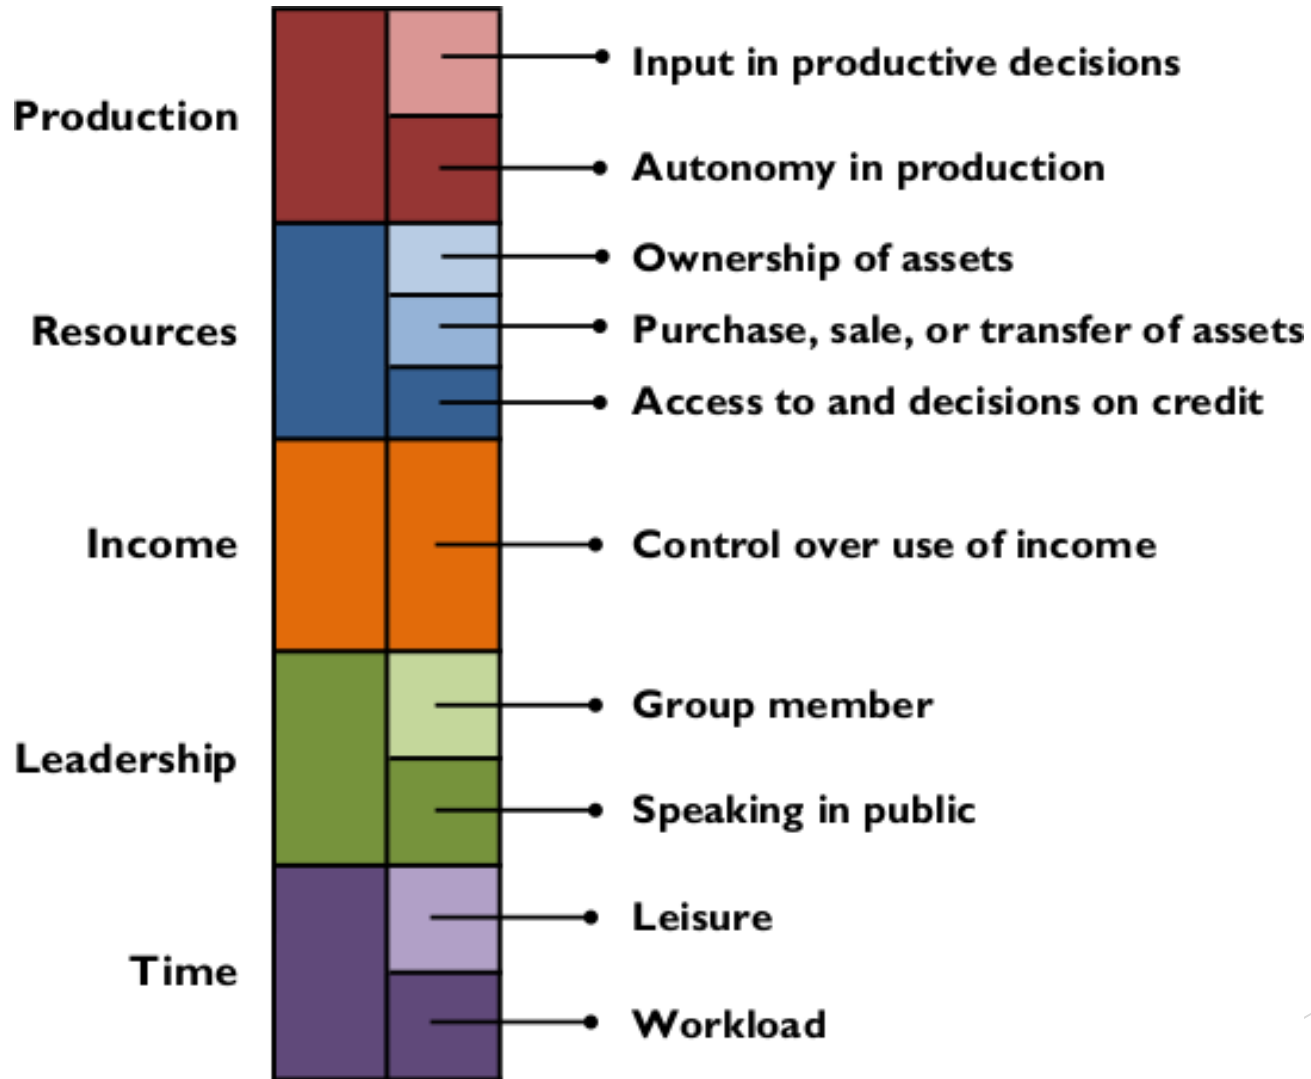 Production
Input in productive decisions
Autonomy in production
Resources
Ownership of assets
Purchase, sale, or transfer of assets
Access to and decisions on credit
Income
Control over use of income
Leadership
Group member
Speaking in public
Time
Leisure
Workload